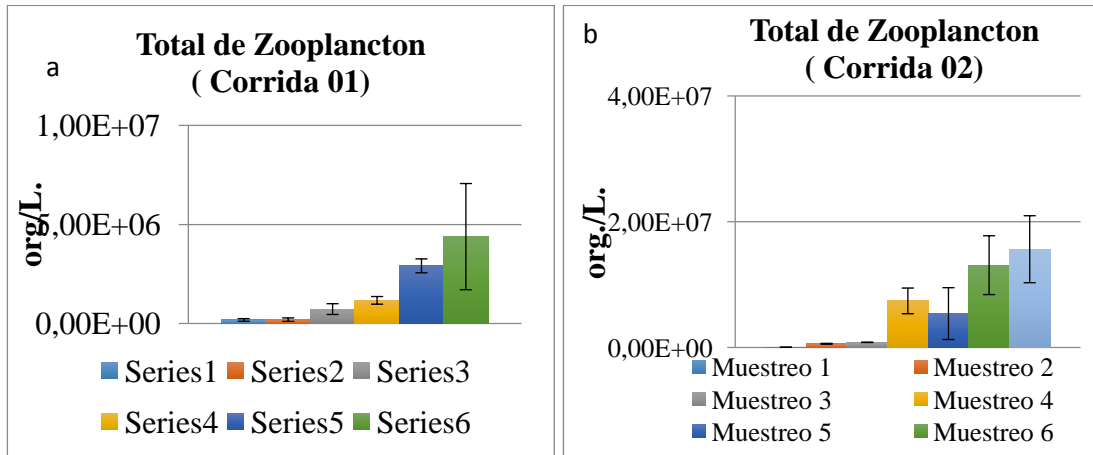 a
Total de Zooplancton
( Corrida 01)
org/L.
1,00E+07
5,00E+06
0,00E+00
Series1 Series2 Series3
Series4 Series5 Series6
b
Total de Zooplancton
( Corrida 02)
org./L.
4,00E+07
2,00E+07
0,00E+00
Muestreo 1 Muestreo 2
Muestreo 3 Muestreo 4
Muestreo 5 Muestreo 6